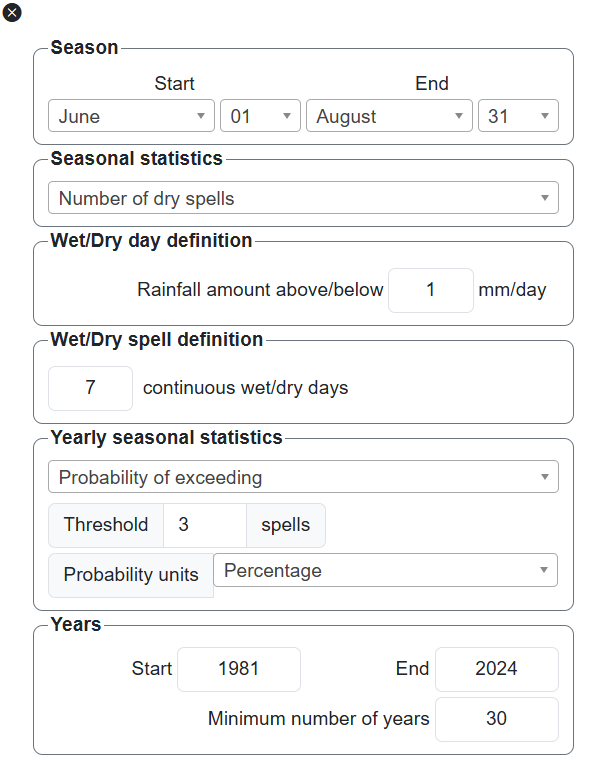 Season
Start End
June 01 August 31
Seasonal statistics
Number of dry spells
Wet/Dry day definition
Rainfall amount above/below 1 mm/day
Wet/Dry spell definition
7 continuous wet/dry days
Yearly seasonal statistics
Probability of exceeding
Threshold 3 spells
Probability units Percentage
Years
Start 1981 End 2024
Minimum number of years 30